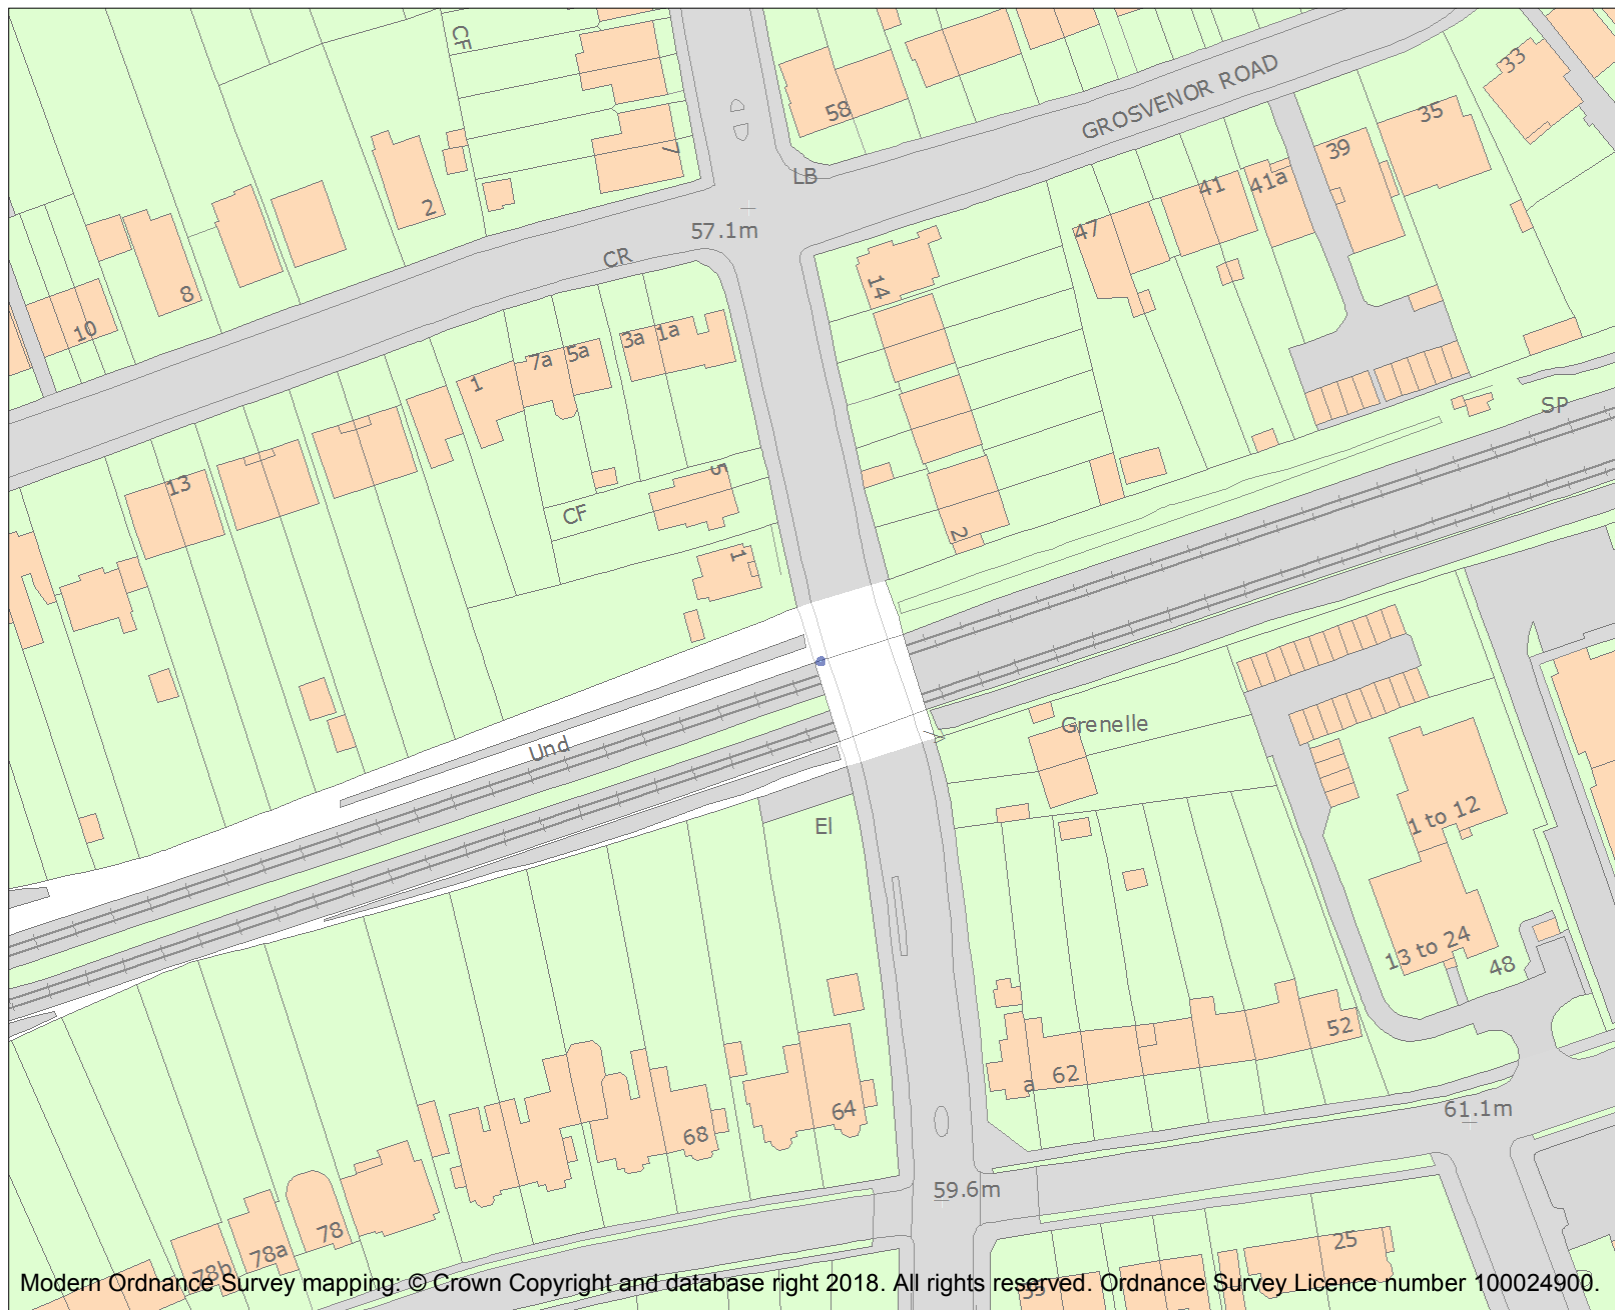 CF
GROSVENOR ROAD
33
58
35
7
39
LB
41
41a
2
57.1m
47
CR
14
8
10
3a
1a
7a
5a
1
SP
5
13
CF
2
1
Grenelle
Und
1 to 12
El
13 to 24
48
52
a
62
64
61.1m
68
59.6m
78
25
78a
78b
55
Modern Ordnance Survey mapping: © Crown Copyright and database right 2018. All rights reserved. Ordnance Survey Licence number 100024900.